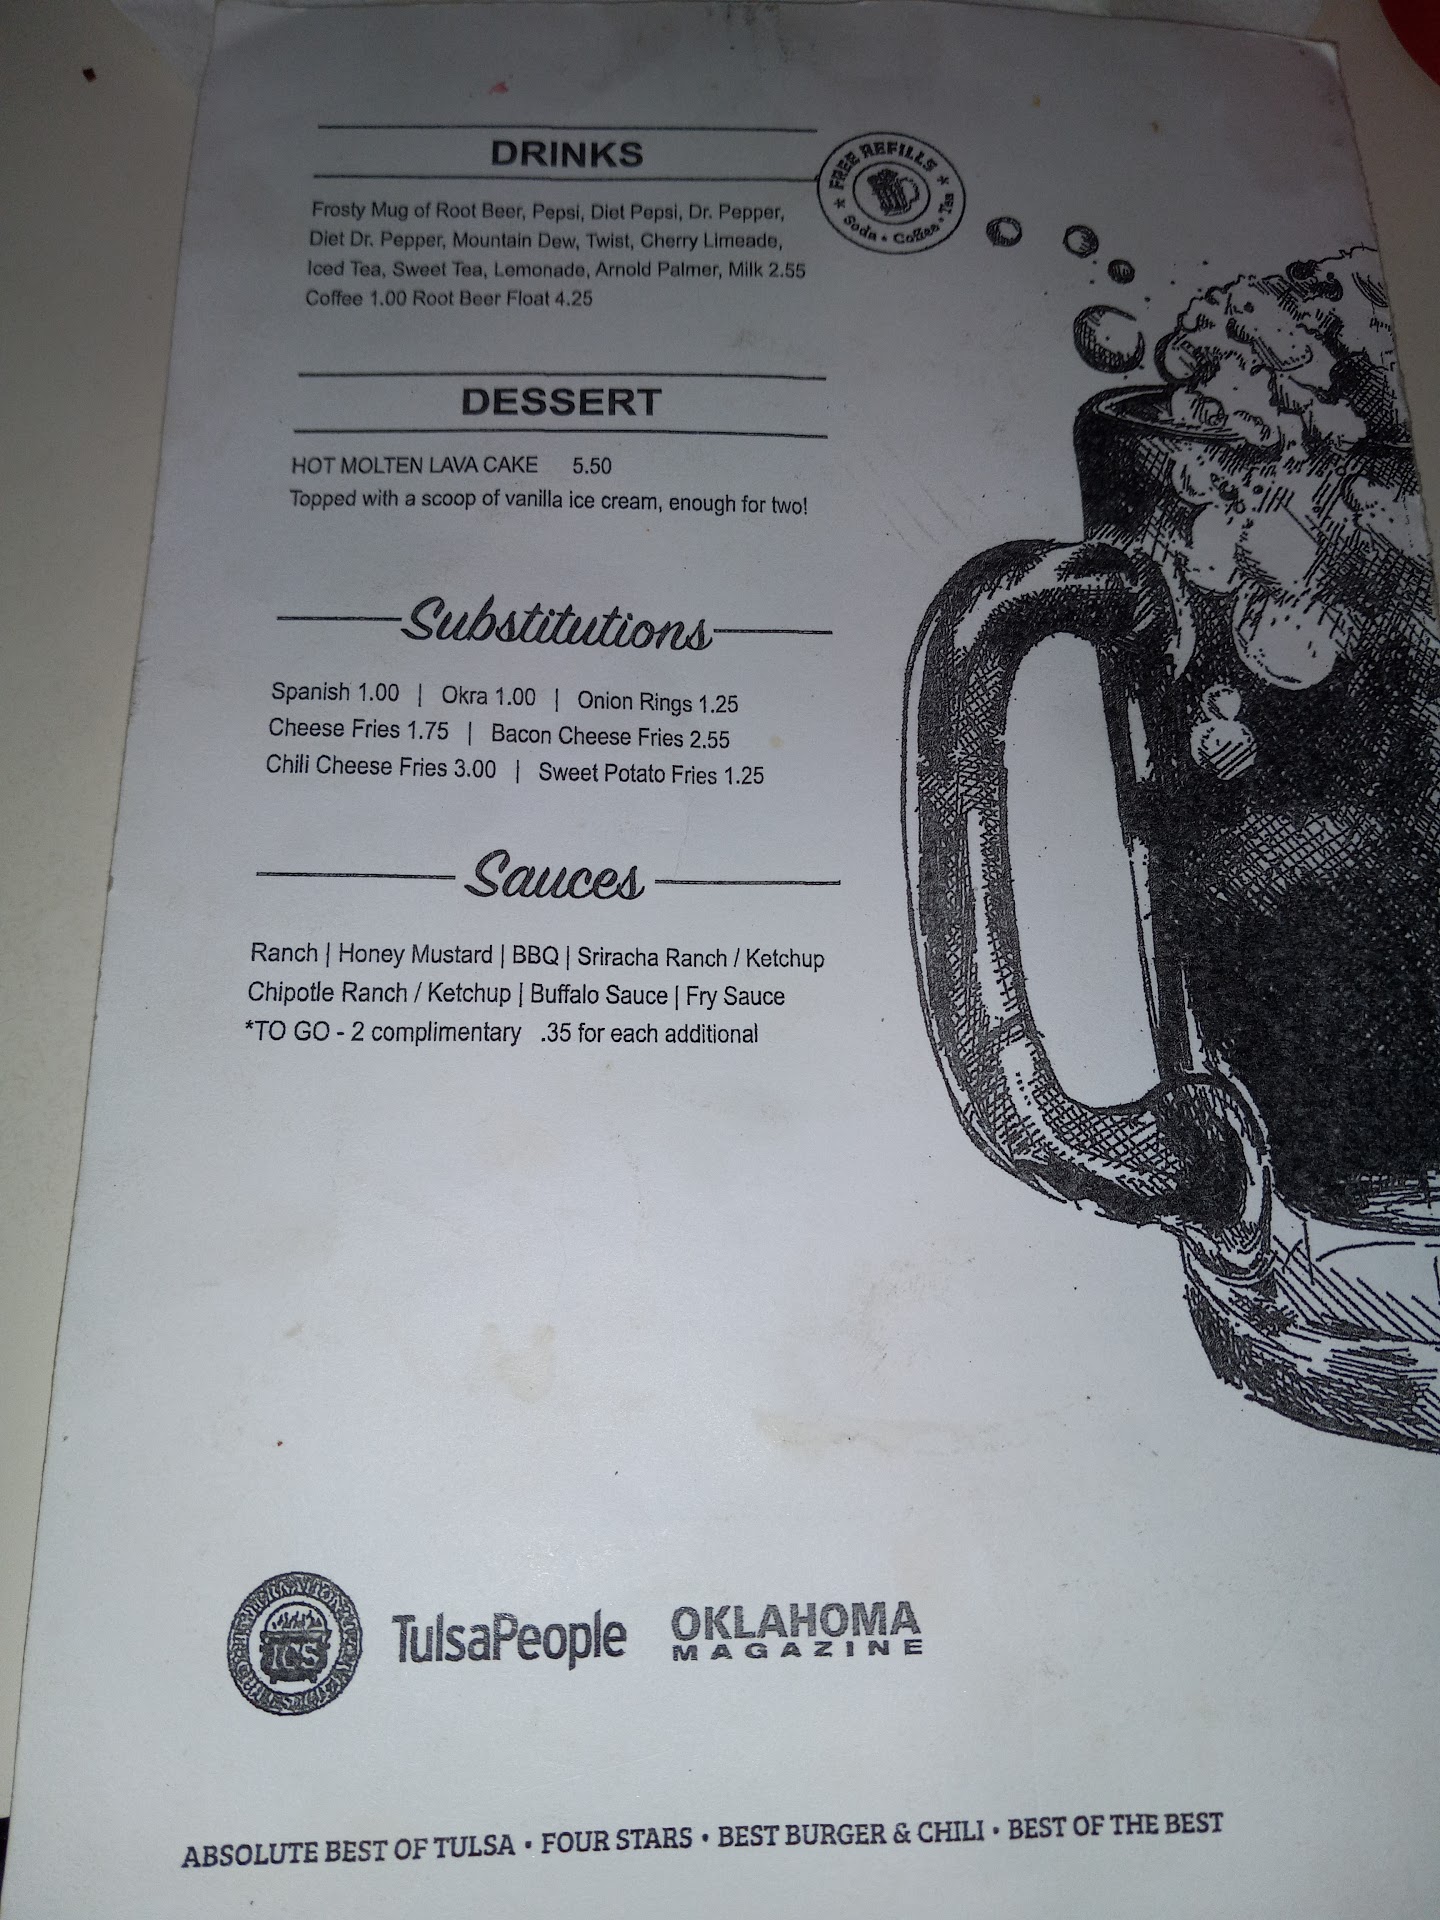 DRINKS
FREE REFILLS
Soda • Coffee • Tea
Frosty Mug of Root Beer, Pepsi, Diet Pepsi, Dr. Pepper,
Diet Dr. Pepper, Mountain Dew, Twist, Cherry Limeade,
Iced Tea, Sweet Tea, Lemonade, Arnold Palmer, Milk 2.55
Coffee 1.00 Root Beer Float 4.25
DESSERT
HOT MOLTEN LAVA CAKE 5.50
Topped with a scoop of vanilla ice cream, enough for two!
Substitutions
Spanish 1.00 | Okra 1.00 | Onion Rings 1.25
Cheese Fries 1.75 | Bacon Cheese Fries 2.55
Chili Cheese Fries 3.00 | Sweet Potato Fries 1.25
Sauces
Ranch | Honey Mustard | BBQ | Sriracha Ranch / Ketchup
Chipotle Ranch / Ketchup | Buffalo Sauce | Fry Sauce
*TO GO - 2 complimentary .35 for each additional
ICS
TulsaPeople
OKLAHOMA
MAGAZINE
ABSOLUTE BEST OF TULSA • FOUR STARS • BEST BURGER & CHILI • BEST OF THE BEST